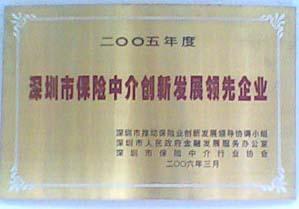 二〇〇五年度
深圳市保险中介创新发展领先企业
深圳市推动保险业创新发展领导协调小组
深圳市人民政府金融发展服务办公室
深圳市保险中介行业协会
二〇〇六年三月